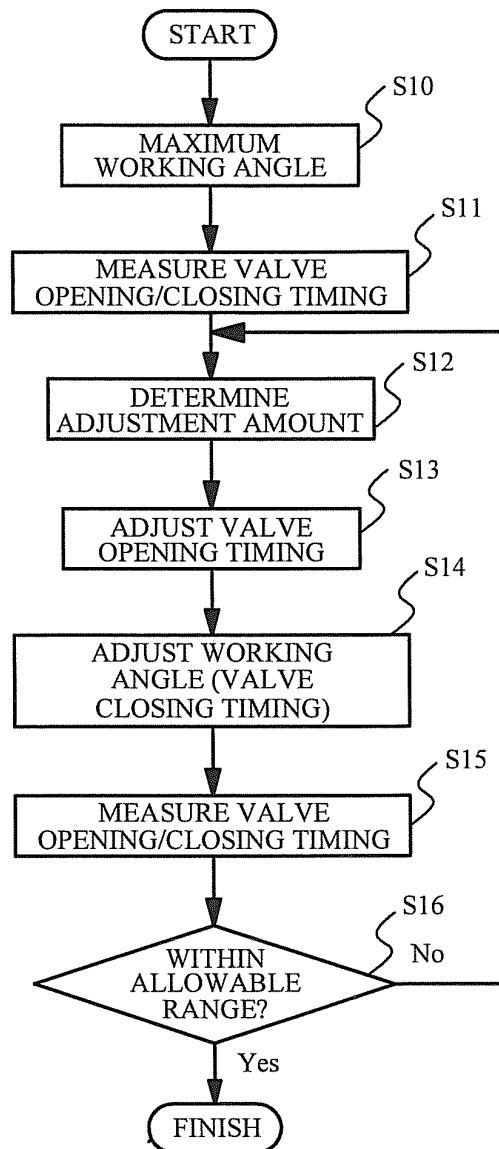 START
S10
MAXIMUM
WORKING ANGLE
S11
MEASURE VALVE
OPENING/CLOSING TIMING
S12
DETERMINE
ADJUSTMENT AMOUNT
S13
ADJUST VALVE
OPENING TIMING
S14
ADJUST WORKING
ANGLE (VALVE
CLOSING TIMING)
S15
MEASURE VALVE
OPENING/CLOSING TIMING
S16
WITHIN
ALLOWABLE
RANGE?
No
Yes
FINISH